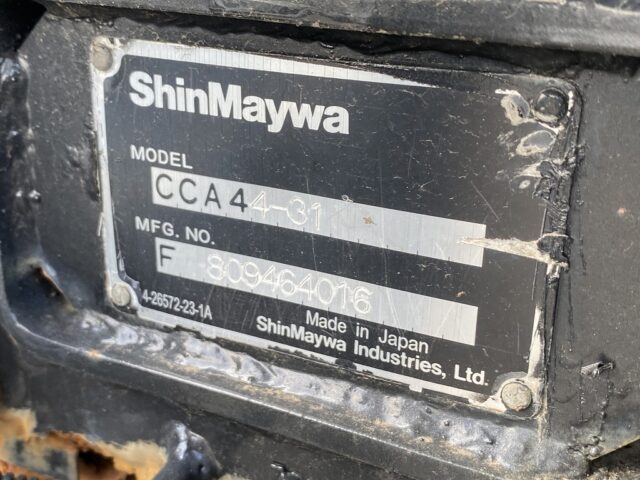 ShinMaywa
MODEL
CCA44-31
MFG. NO.
F 809464016
4-26572-23-1A
Made in Japan
ShinMaywa Industries, Ltd.